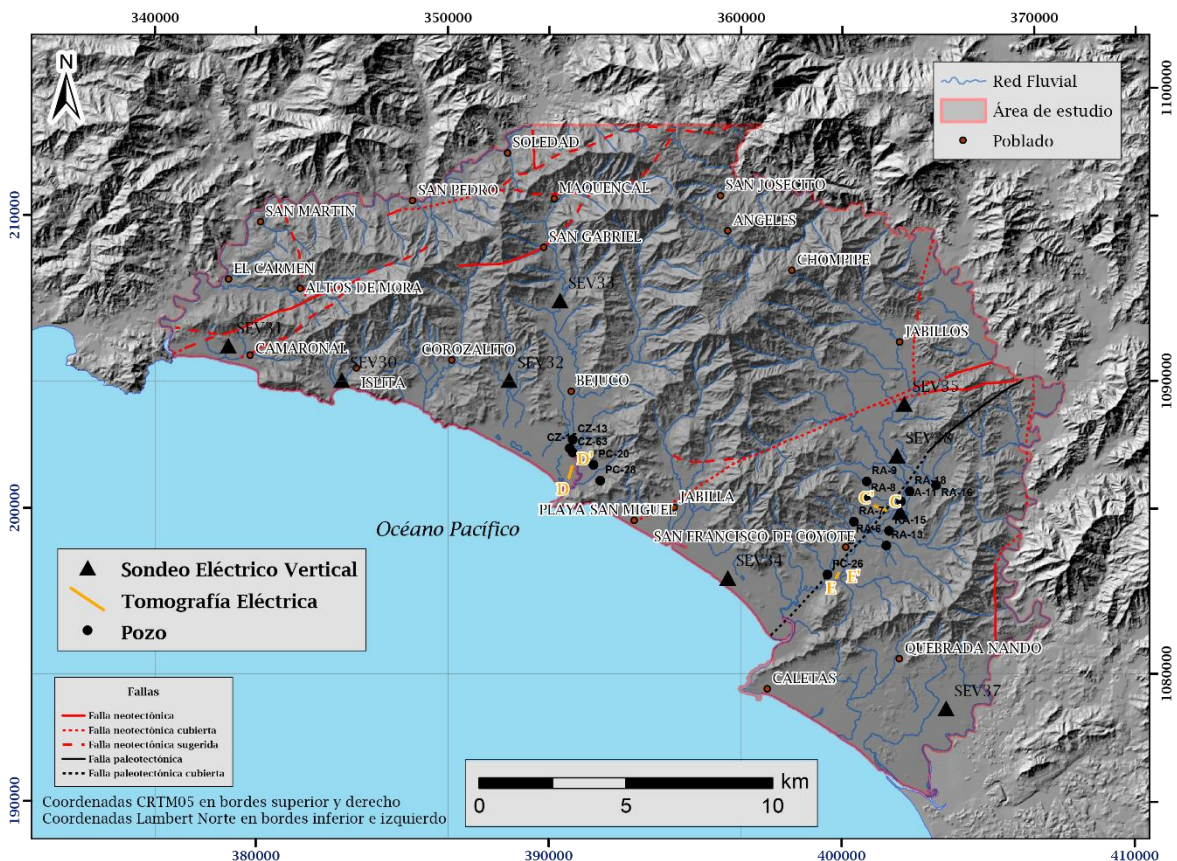 340000 350000 360000 370000
N
Red Fluvial
Área de estudio
Poblado
1100000
SOLEDAD
SAN PEDRO
MAQUENCAL
SAN JOSECITO
210000
SAN MARTIN
ANGELES
SAN GABRIEL
CHOMPIPE
EL CARMEN
ALTOS DE MORA
SEV33
SEV31
JABILLOS
CAMARONAL
SEV30
COROZALITO
SEV32
ISLITA
1090000
BEJUCO
SEV35
CZ-13
CZ-63
D'
PC-20
PC-28
D
RA-9
RA-8
RA-18
RA-16
C'
C
RA-7
JABILLA
200000
PLAYA SAN MIGUEL
RA-15
RA-6
RA-13
Océano Pacífico
SAN FRANCISCO DE COYOTE
PC-26
SEV34
E
E'
Sondeo Eléctrico Vertical
Tomografía Eléctrica
Pozo
QUEBRADA NANDO
1080000
CALETAS
SEV37
Fallas
Falla neotectónica
Falla neotectónica cubierta
Falla neotectónica sugerida
Falla paleotectónica
Falla paleotectónica cubierta
km
0 5 10
190000
Coordenadas CRTM05 en bordes superior y derecho
Coordenadas Lambert Norte en bordes inferior e izquierdo
380000 390000 400000 410000